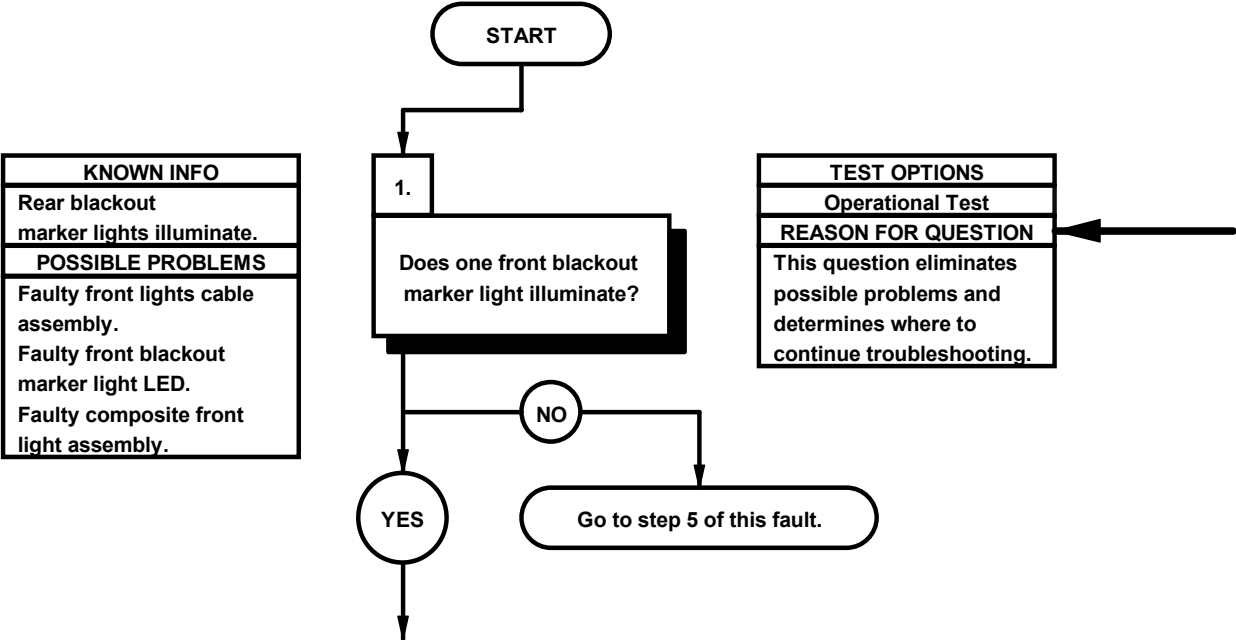 START
KNOWN INFO
Rear blackout
marker lights illuminate.
POSSIBLE PROBLEMS
Faulty front lights cable
assembly.
Faulty front blackout
marker light LED.
Faulty composite front
light assembly.
1.
Does one front blackout
marker light illuminate?
TEST OPTIONS
Operational Test
REASON FOR QUESTION
This question eliminates
possible problems and
determines where to
continue troubleshooting.
NO
YES
Go to step 5 of this fault.